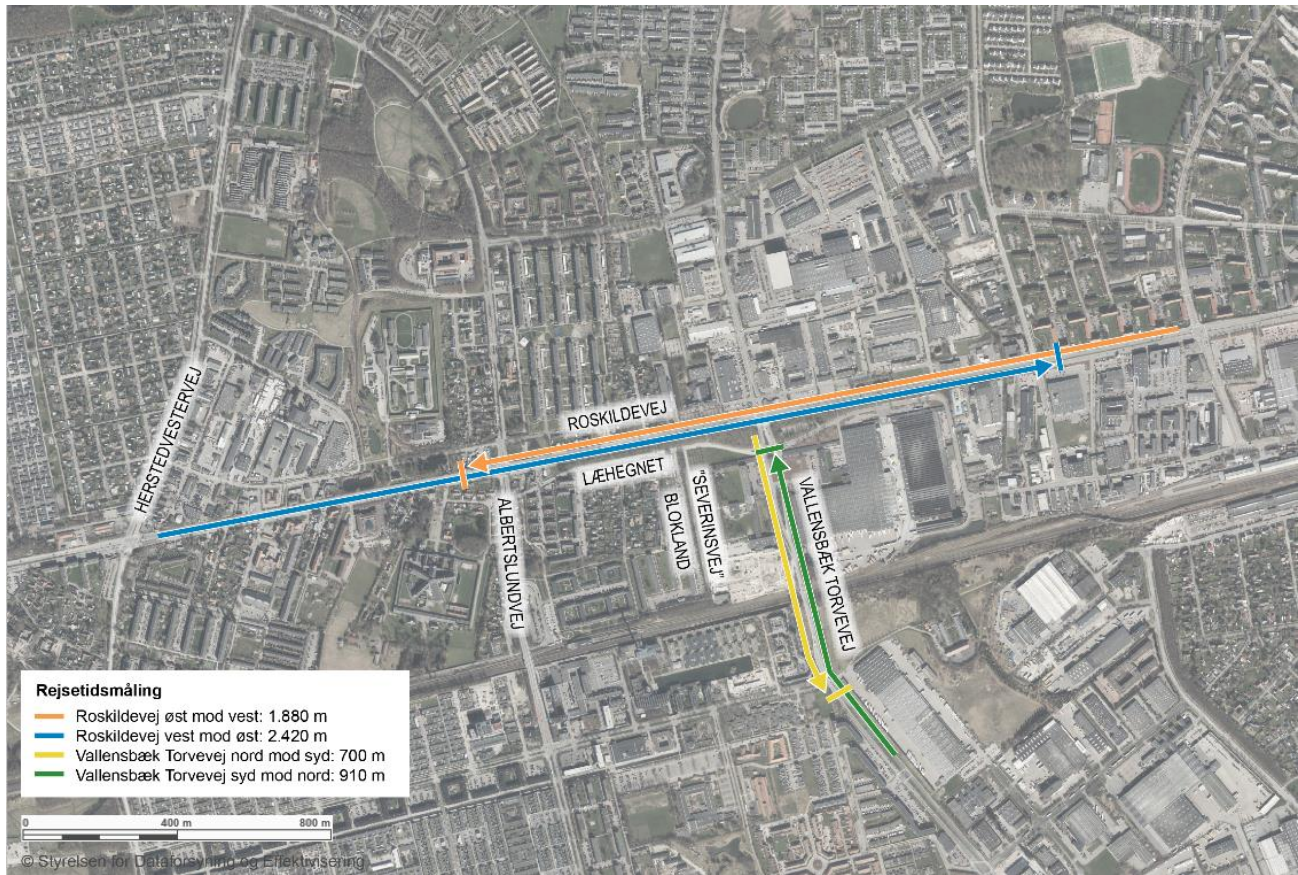 HERSTEDVESTERVEJ
ROSKILDEVEJ
LÆHEGNET
ALBERTSLUNDVEJ
BLOKLAND
"SEVERINSVEJ"
VALLENSBÆK TORVEVEJ
Rejsetidsmåling
Roskildevej øst mod vest: 1.880 m
Roskildevej vest mod øst: 2.420 m
Vallensbæk Torvevej nord mod syd: 700 m
Vallensbæk Torvevej syd mod nord: 910 m
0 400 m 800 m
© Styrelsen for Dataforsyning og Effektivisering